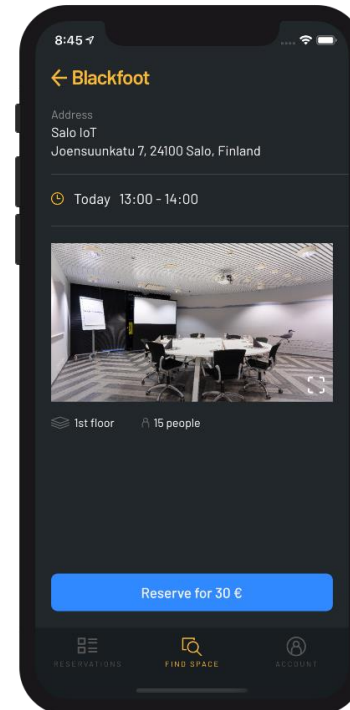 8:45
Blackfoot
Address
Salo IoT
Joensuunkatu 7, 24100 Salo, Finland
Today 13:00 - 14:00
1st floor 15 people
Reserve for 30 €
RESERVATIONS FIND SPACE ACCOUNT